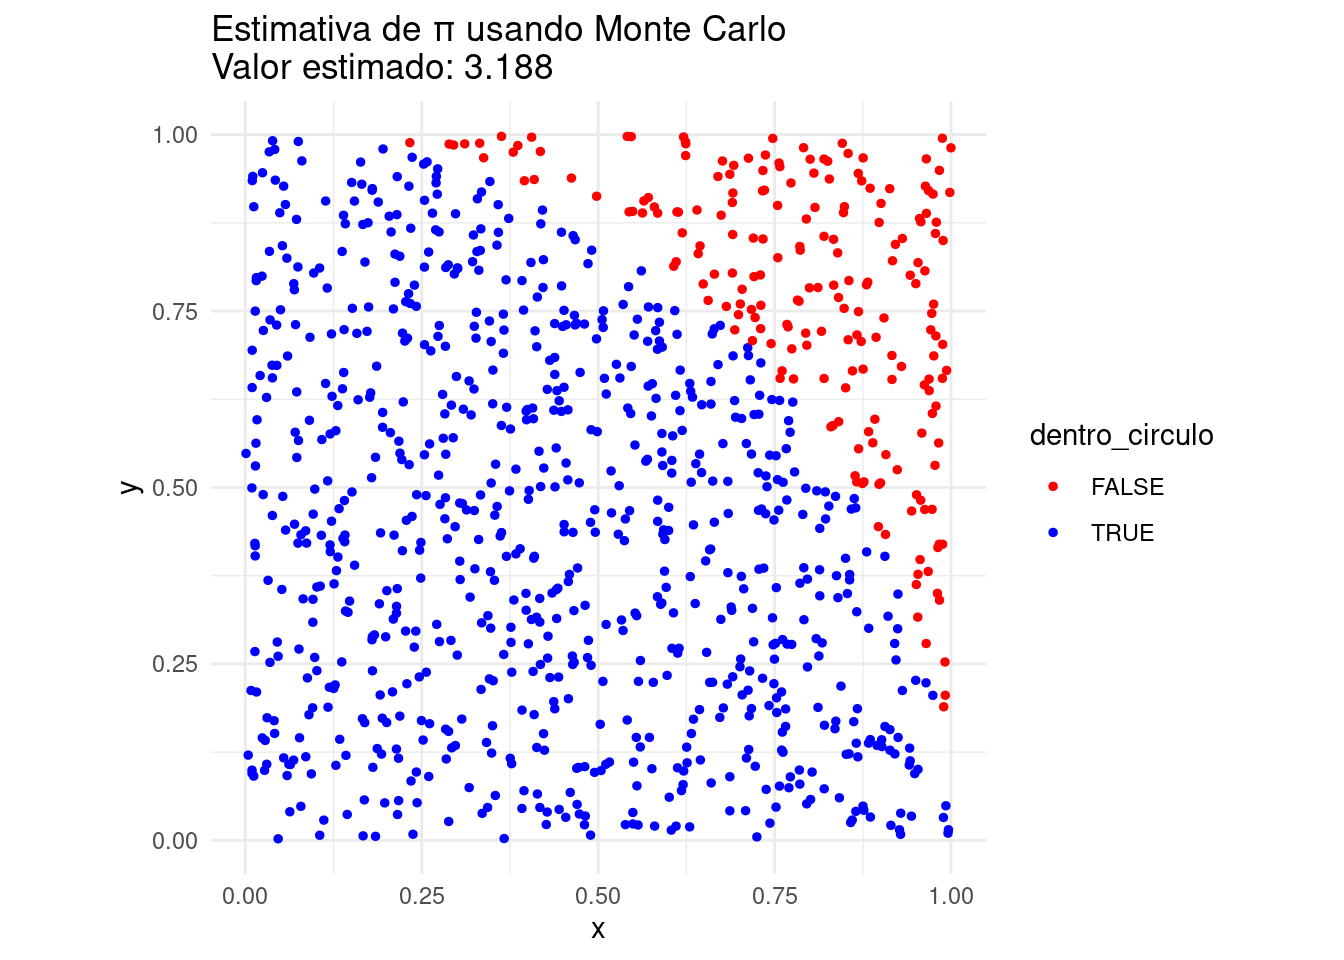 Estimativa de π usando Monte Carlo
Valor estimado: 3.188
1.00
0.75
0.50
0.25
0.00
y
0.00 0.25 0.50 0.75 1.00
x
dentro_circulo
FALSE
TRUE